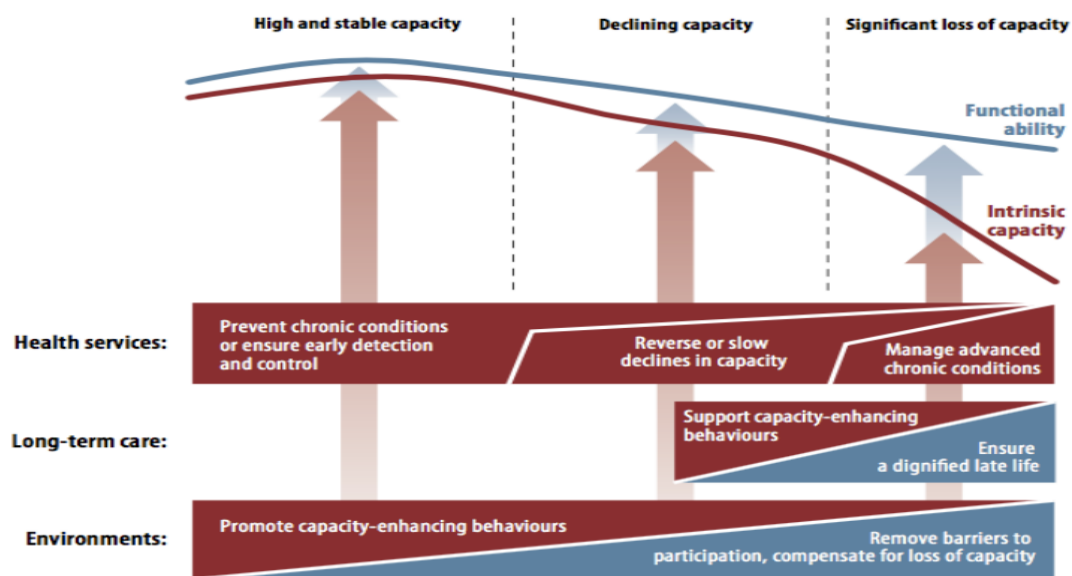 High and stable capacity
Declining capacity
Significant loss of capacity
Functional
ability
Intrinsic
capacity
Health services:
Prevent chronic conditions
or ensure early detection
and control
Reverse or slow
declines in capacity
Manage advanced
chronic conditions
Long-term care:
Support capacity-enhancing
behaviours
Ensure
a dignified late life
Environments:
Promote capacity-enhancing behaviours
Remove barriers to
participation, compensate for loss of capacity